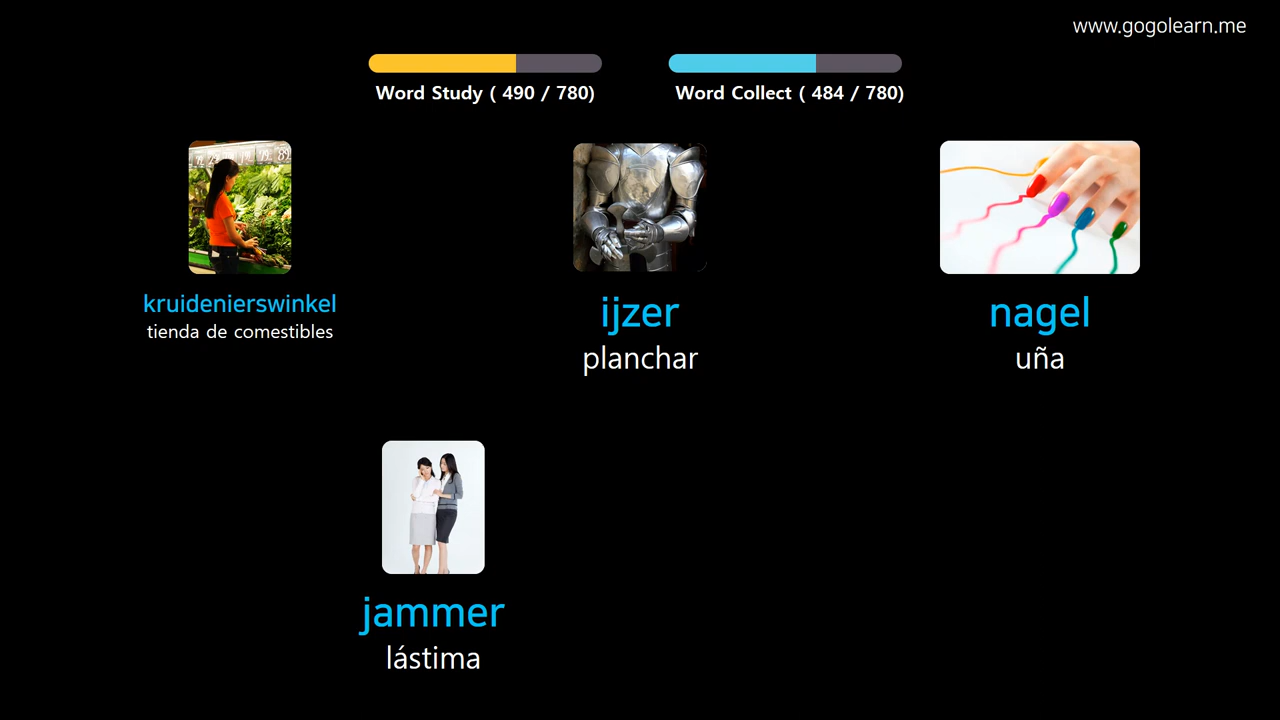 www.gogolearn.me
Word Study ( 490 / 780)
Word Collect ( 484 / 780)
kruidenierswinkel
tienda de comestibles
ijzer
planchar
nagel
uña
jammer
lástima